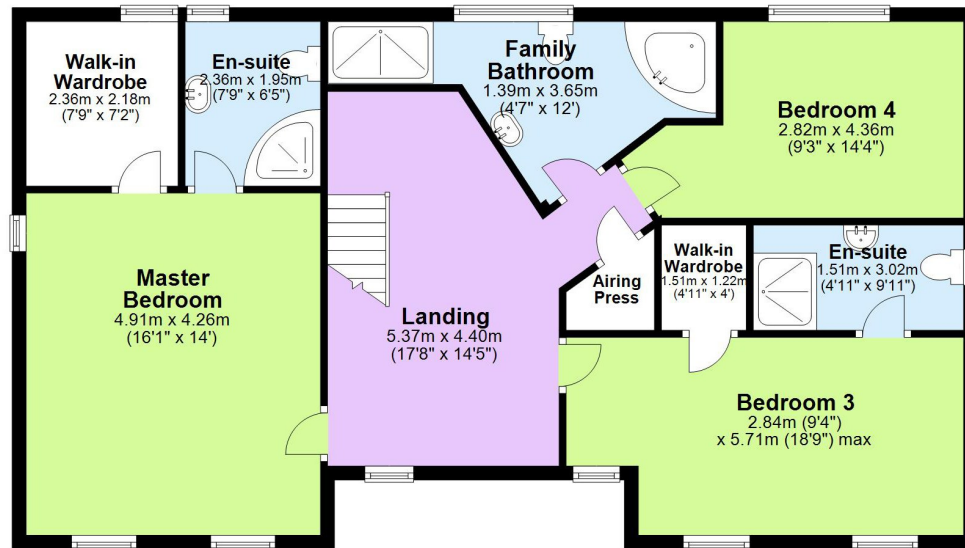 Walk-in
Wardrobe
2.36m x 2.18m
(7'9" x 7'2")
En-suite
2.36m x 1.95m
(7'9" x 6'5")
Family
Bathroom
1.39m x 3.65m
(4'7" x 12')
Bedroom 4
2.82m x 4.36m
(9'3" x 14'4")
Master
Bedroom
4.91m x 4.26m
(16'1" x 14')
Landing
5.37m x 4.40m
(17'8" x 14'5")
Airing
Press
Walk-in
Wardrobe
1.51m x 1.22m
(4'11" x 4')
En-suite
1.51m x 3.02m
(4'11" x 9'11")
Bedroom 3
2.84m (9'4")
x 5.71m (18'9") max